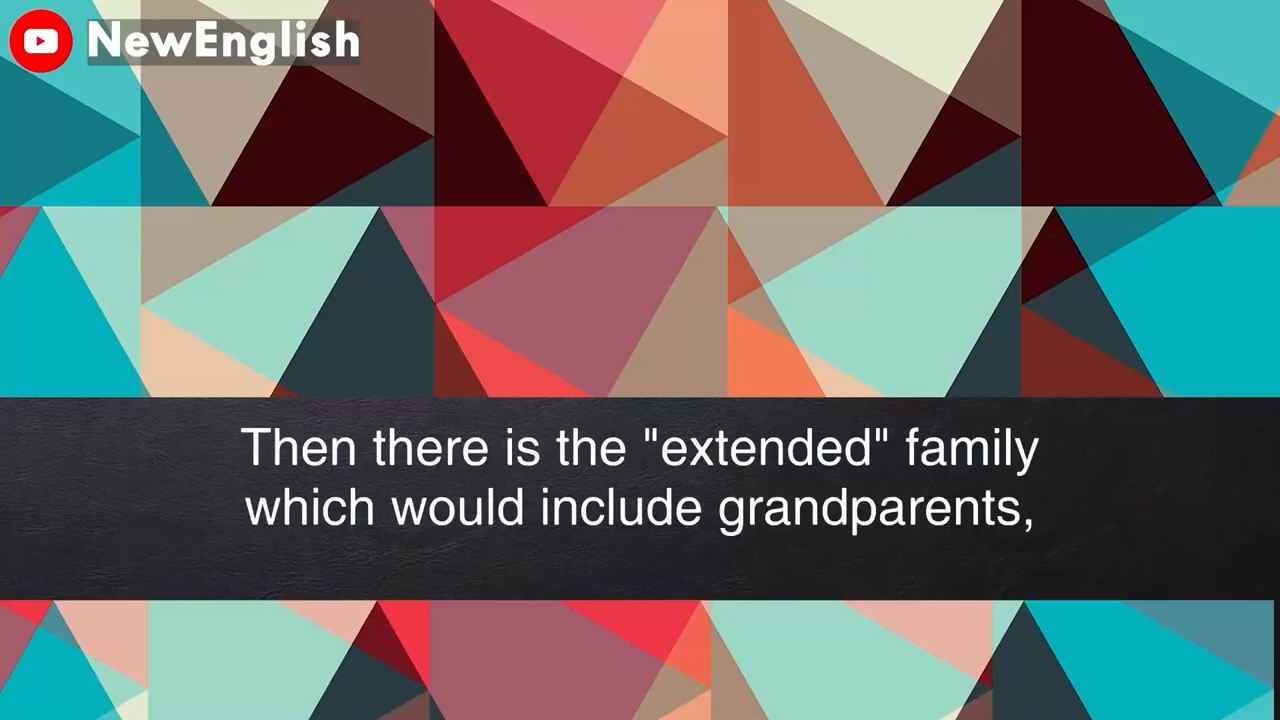 NewEnglish
Then there is the "extended" family
which would include grandparents,